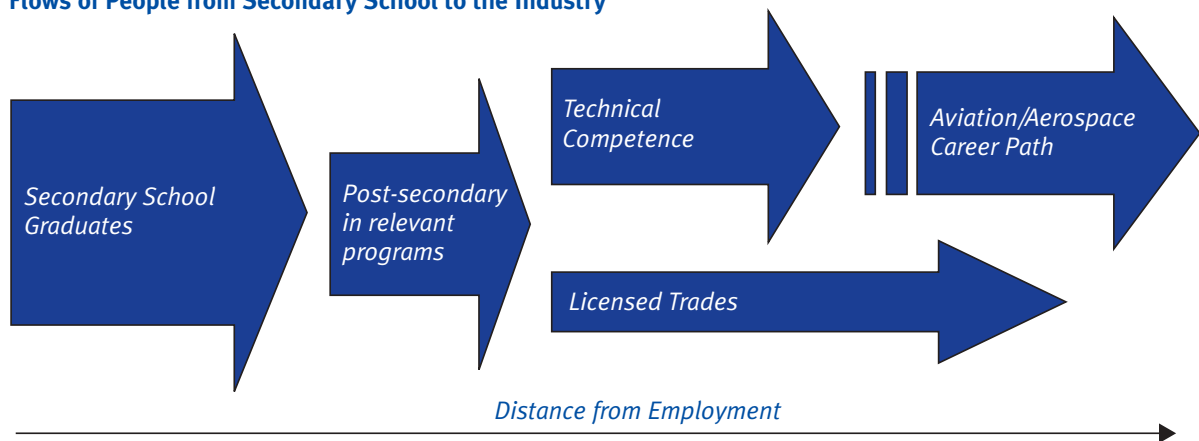 Flows of People from Secondary School to the Industry
Secondary School
Graduates
Post-secondary
in relevant
programs
Technical
Competence
Aviation/Aerospace
Career Path
Licensed Trades
Distance from Employment